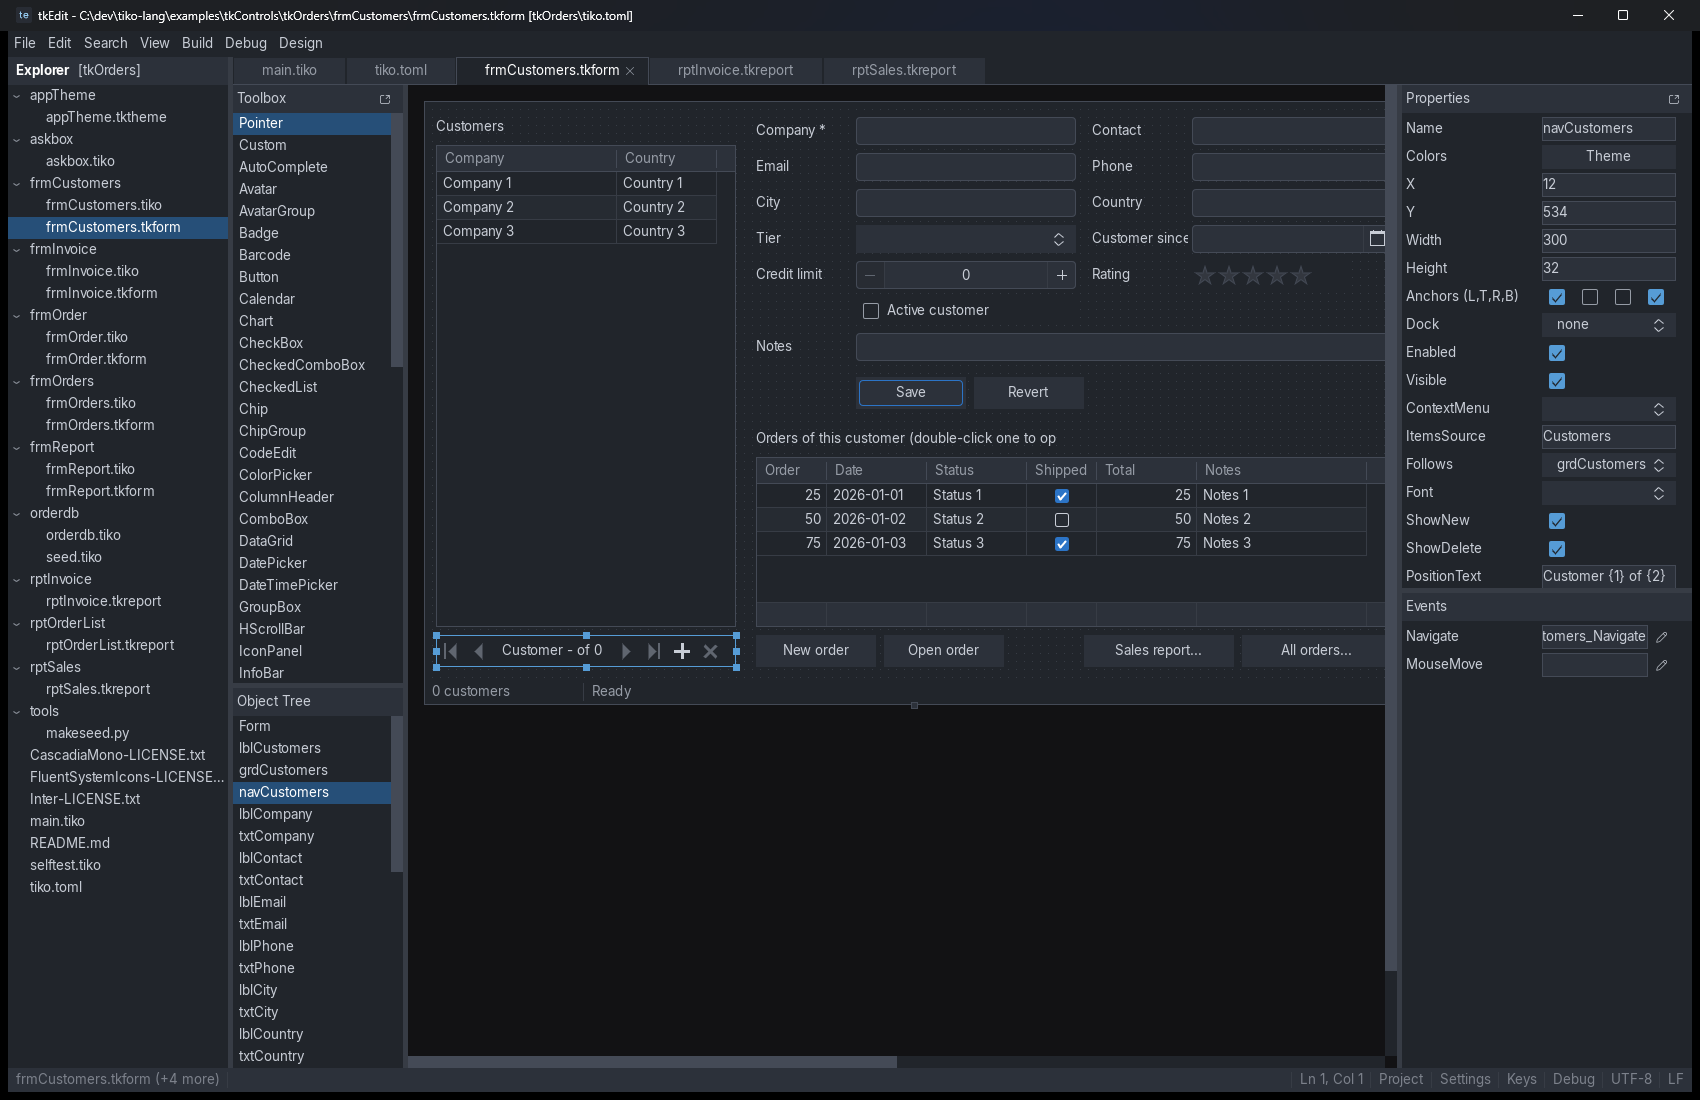 te tkEdit - C:\dev\tiko-lang\examples\tkControls\tkOrders\frmCustomers\frmCustomers.tkform [tkOrders\tiko.toml]
File Edit Search View Build Debug Design
Explorer [tkOrders]
main.tiko tiko.toml frmCustomers.tkform rptInvoice.tkreport rptSales.tkreport
appTheme
appTheme.tktheme
askbox
askbox.tiko
frmCustomers
frmCustomers.tiko
frmCustomers.tkform
frmInvoice
frmInvoice.tiko
frmInvoice.tkform
frmOrder
frmOrder.tiko
frmOrder.tkform
frmOrders
frmOrders.tiko
frmOrders.tkform
frmReport
frmReport.tiko
frmReport.tkform
orderdb
orderdb.tiko
seed.tiko
rptInvoice
rptInvoice.tkreport
rptOrderList
rptOrderList.tkreport
rptSales
rptSales.tkreport
tools
makeseed.py
CascadiaMono-LICENSE.txt
FluentSystemIcons-LICENSE...
Inter-LICENSE.txt
main.tiko
README.md
selftest.tiko
tiko.toml
Toolbox
Pointer
Custom
AutoComplete
Avatar
AvatarGroup
Badge
Barcode
Button
Calendar
Chart
CheckBox
CheckedComboBox
CheckedList
Chip
ChipGroup
CodeEdit
ColorPicker
ColumnHeader
ComboBox
DataGrid
DatePicker
DateTimePicker
GroupBox
HScrollBar
IconPanel
InfoBar
Object Tree
Form
lblCustomers
grdCustomers
navCustomers
lblCompany
txtCompany
lblContact
txtContact
lblEmail
txtEmail
lblPhone
txtPhone
lblCity
txtCity
lblCountry
txtCountry
Customers
Company Country
Company 1 Country 1
Company 2 Country 2
Company 3 Country 3
Customer - of 0
0 customers Ready
Company * Contact
Email Phone
City Country
Tier Customer since
Credit limit 0 Rating
Active customer
Notes
Save Revert
Orders of this customer (double-click one to op
Order Date Status Shipped Total Notes
25 2026-01-01 Status 1 25 Notes 1
50 2026-01-02 Status 2 50 Notes 2
75 2026-01-03 Status 3 75 Notes 3
New order Open order Sales report... All orders...
Properties
Name navCustomers
Colors Theme
X 12
Y 534
Width 300
Height 32
Anchors (L,T,R,B)
Dock none
Enabled
Visible
ContextMenu
ItemsSource Customers
Follows grdCustomers
Font
ShowNew
ShowDelete
PositionText Customer {1} of {2}
Events
Navigate tomers_Navigate
MouseMove
frmCustomers.tkform (+4 more) Ln 1, Col 1 Project Settings Keys Debug UTF-8 LF